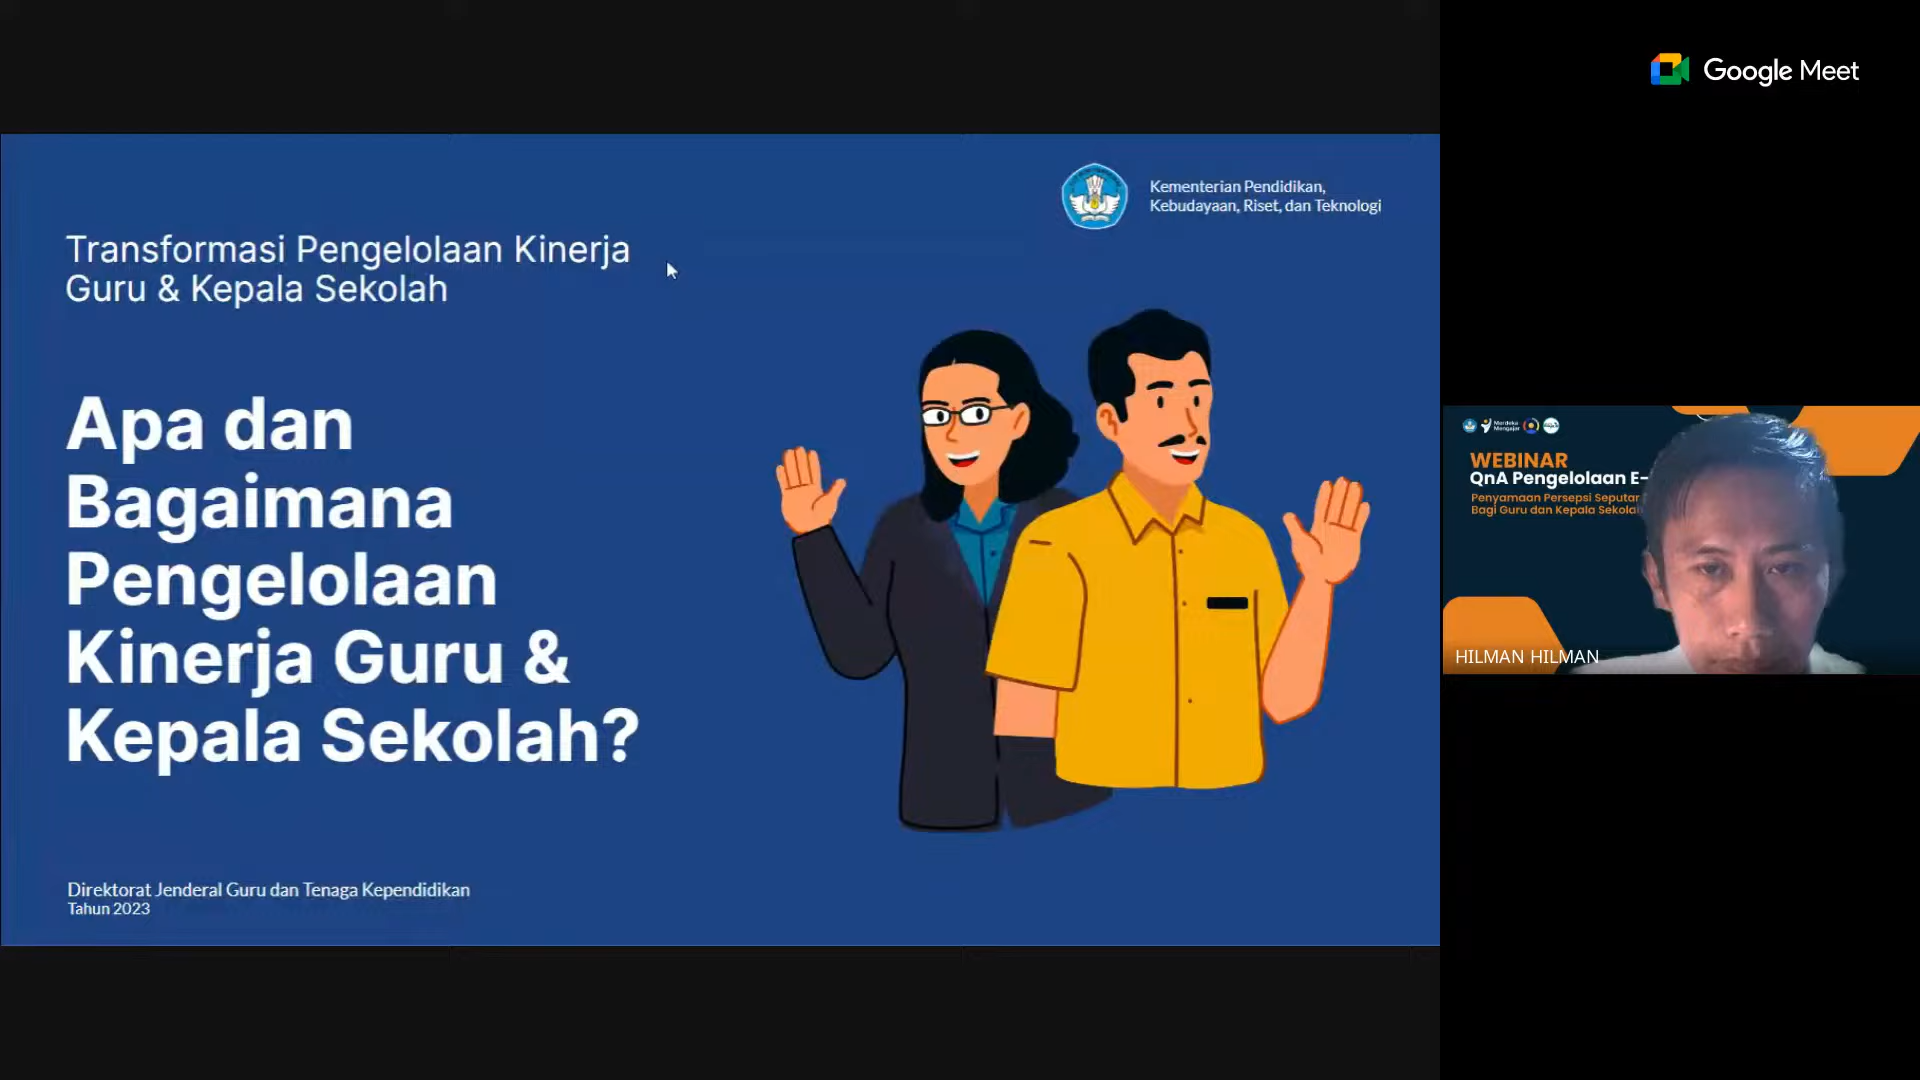 Google Meet
Kementerian Pendidikan,
Kebudayaan, Riset, dan Teknologi
Transformasi Pengelolaan Kinerja
Guru & Kepala Sekolah
Apa dan
Bagaimana
Pengelolaan
Kinerja Guru &
Kepala Sekolah?
Direktorat Jenderal Guru dan Tenaga Kependidikan
Tahun 2023
Merdeka
Mengajar
WEBINAR
QnA Pengelolaan E-
Penyamaan Persepsi Seputar
Bagi Guru dan Kepala Sekolah
HILMAN HILMAN